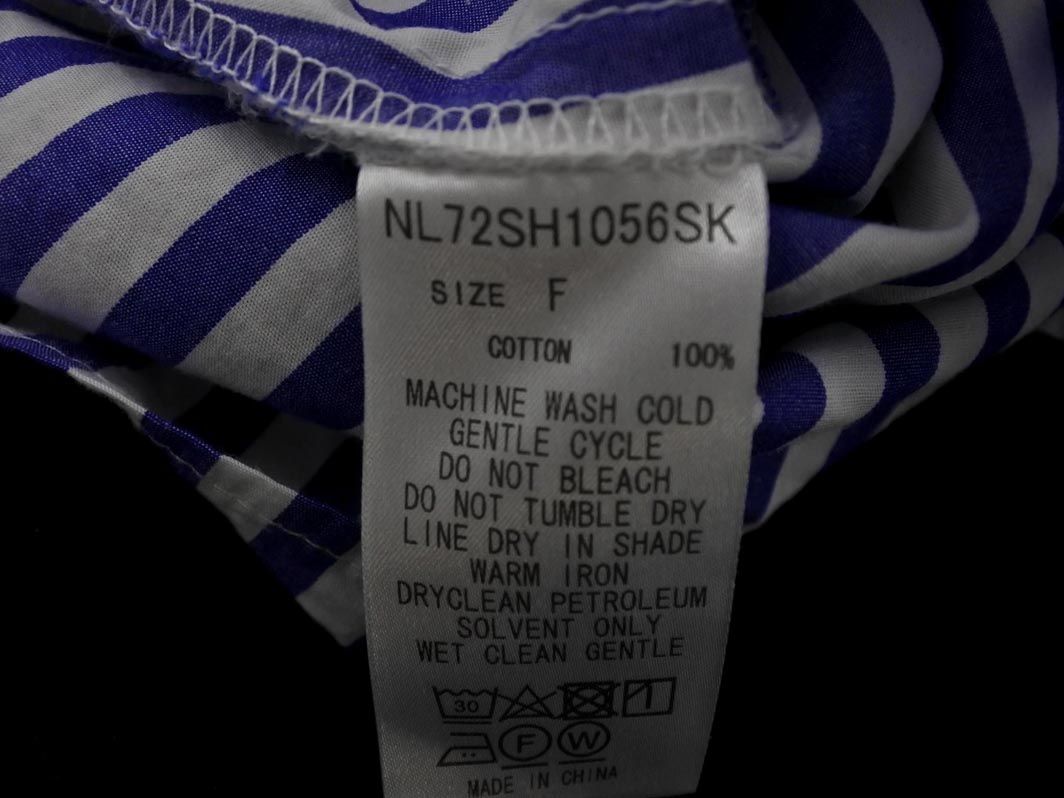 NL72SH1056SK
SIZE F
COTTON 100%
MACHINE WASH COLD
GENTLE CYCLE
DO NOT BLEACH
DO NOT TUMBLE DRY
LINE DRY IN SHADE
WARM IRON
DRYCLEAN PETROLEUM
SOLVENT ONLY
WET CLEAN GENTLE
30
F W
MADE IN CHINA